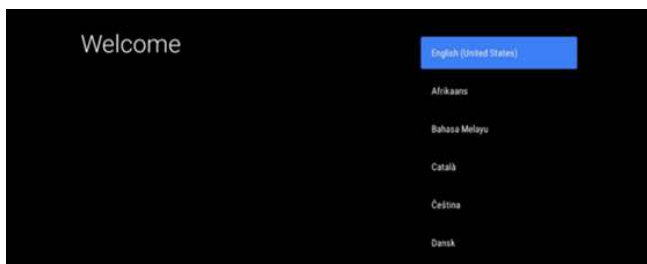 Welcome
English (United States)
Afrikaans
Bahasa Melayu
Català
Čeština
Dansk